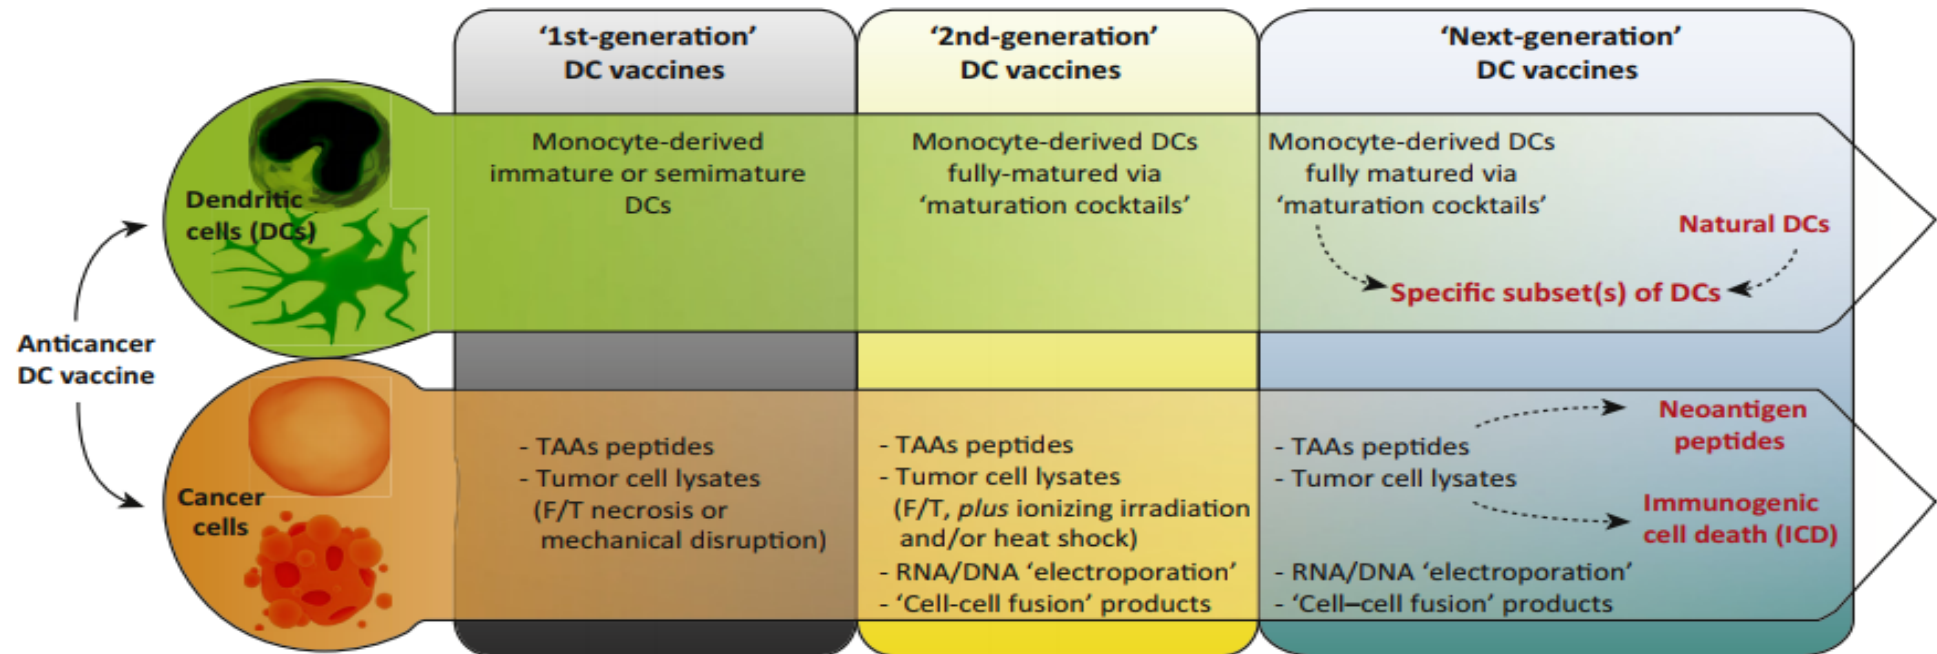 Anticancer
DC vaccine
Dendritic
cells (DCs)
Cancer
cells
‘1st-generation’
DC vaccines
Monocyte-derived
immature or semimature
DCs
- TAAs peptides
- Tumor cell lysates
(F/T necrosis or
mechanical disruption)
‘2nd-generation’
DC vaccines
Monocyte-derived DCs
fully-matured via
‘maturation cocktails’
- TAAs peptides
- Tumor cell lysates
(F/T, plus ionizing irradiation
and/or heat shock)
- RNA/DNA ‘electroporation’
- ‘Cell-cell fusion’ products
‘Next-generation’
DC vaccines
Monocyte-derived DCs
fully matured via
‘maturation cocktails’
Natural DCs
Specific subset(s) of DCs
- TAAs peptides
- Tumor cell lysates
Neoantigen
peptides
Immunogenic
cell death (ICD)
- RNA/DNA ‘electroporation’
- ‘Cell–cell fusion’ products